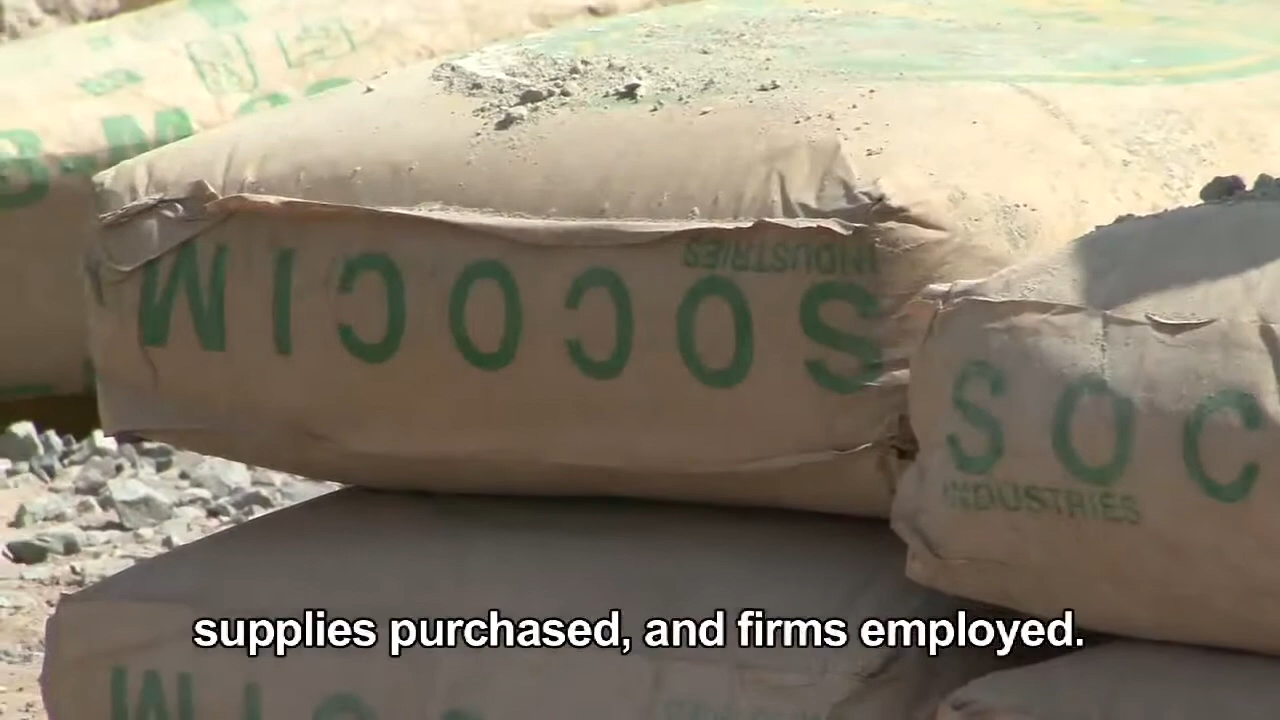 B-M
SOCOCIM
INDUSTRIES
SOC
INDUSTRIES
supplies purchased, and firms employed.